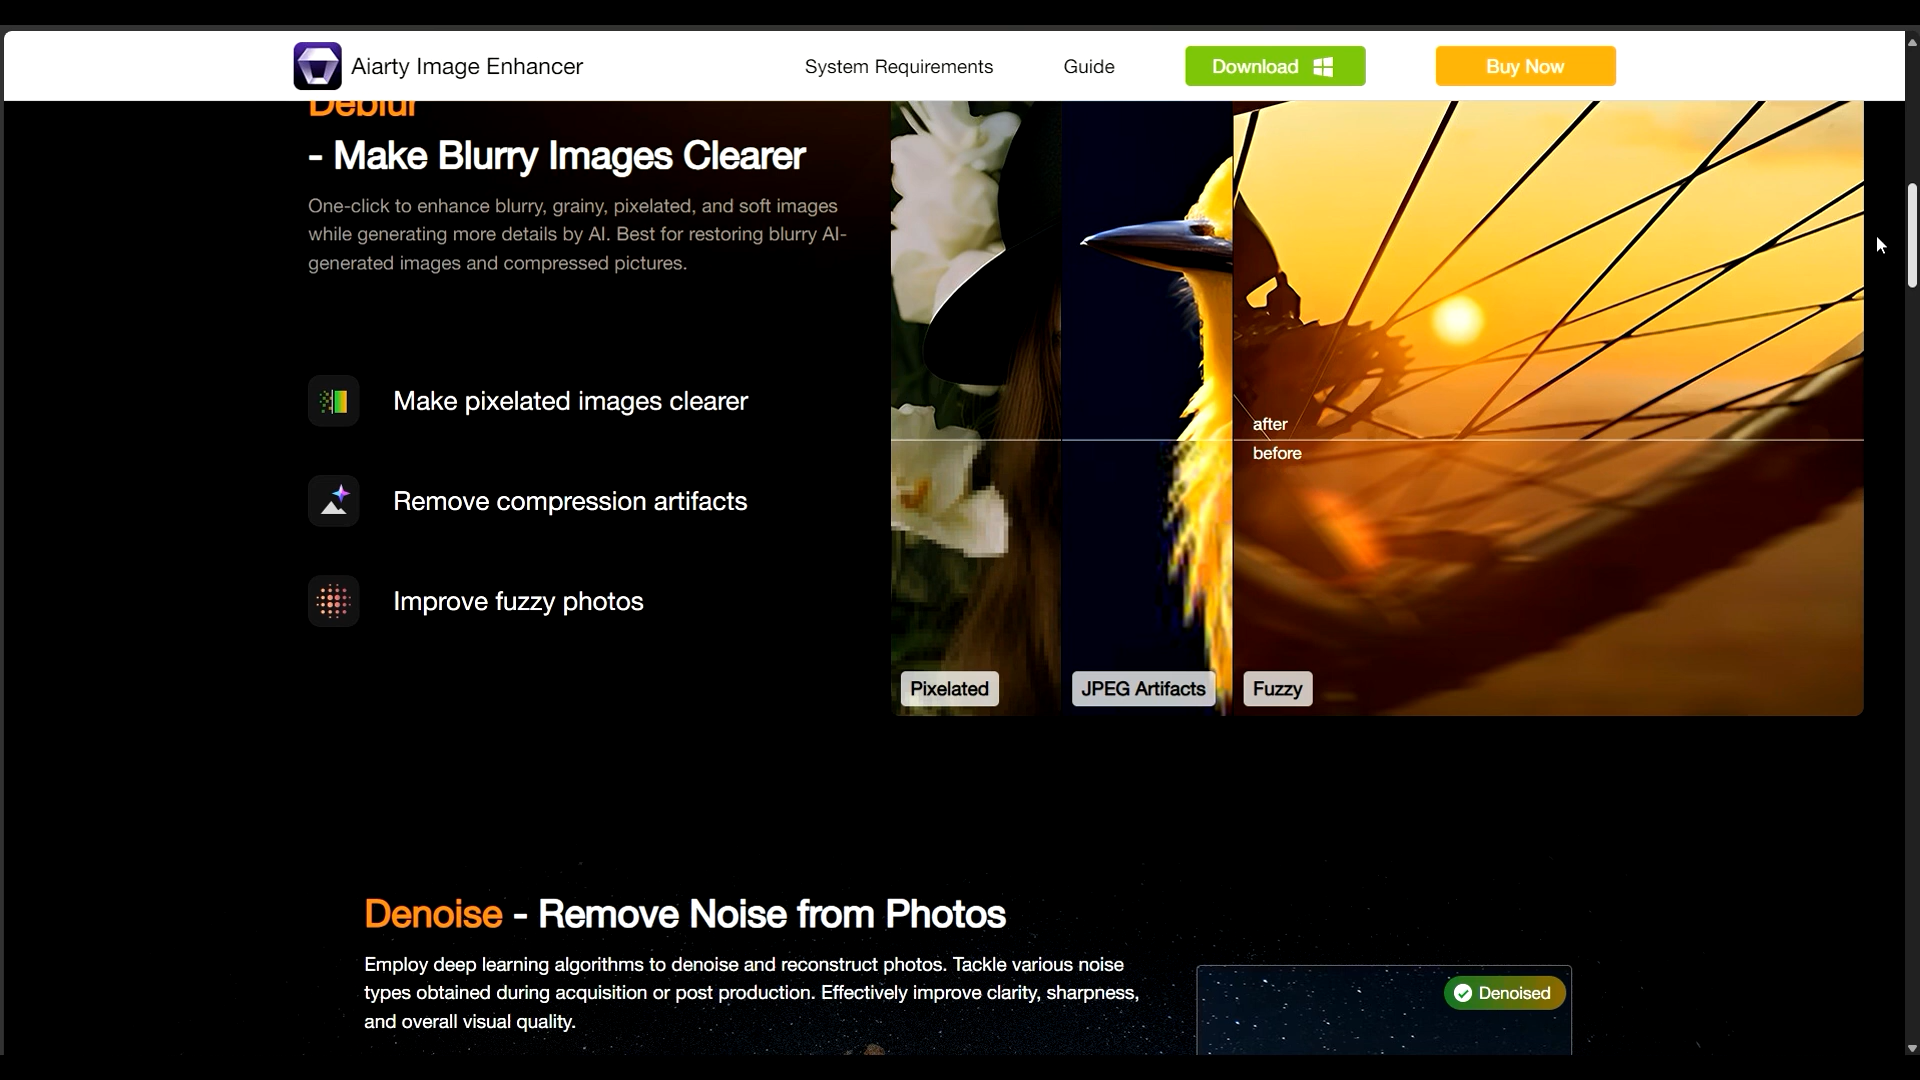 Aiarty Image Enhancer
System Requirements
Guide
Download
Buy Now
Deblur
- Make Blurry Images Clearer
One-click to enhance blurry, grainy, pixelated, and soft images
while generating more details by AI. Best for restoring blurry AI-
generated images and compressed pictures.
Make pixelated images clearer
Remove compression artifacts
Improve fuzzy photos
after
before
Pixelated
JPEG Artifacts
Fuzzy
Denoise - Remove Noise from Photos
Employ deep learning algorithms to denoise and reconstruct photos. Tackle various noise
types obtained during acquisition or post production. Effectively improve clarity, sharpness,
and overall visual quality.
Denoised